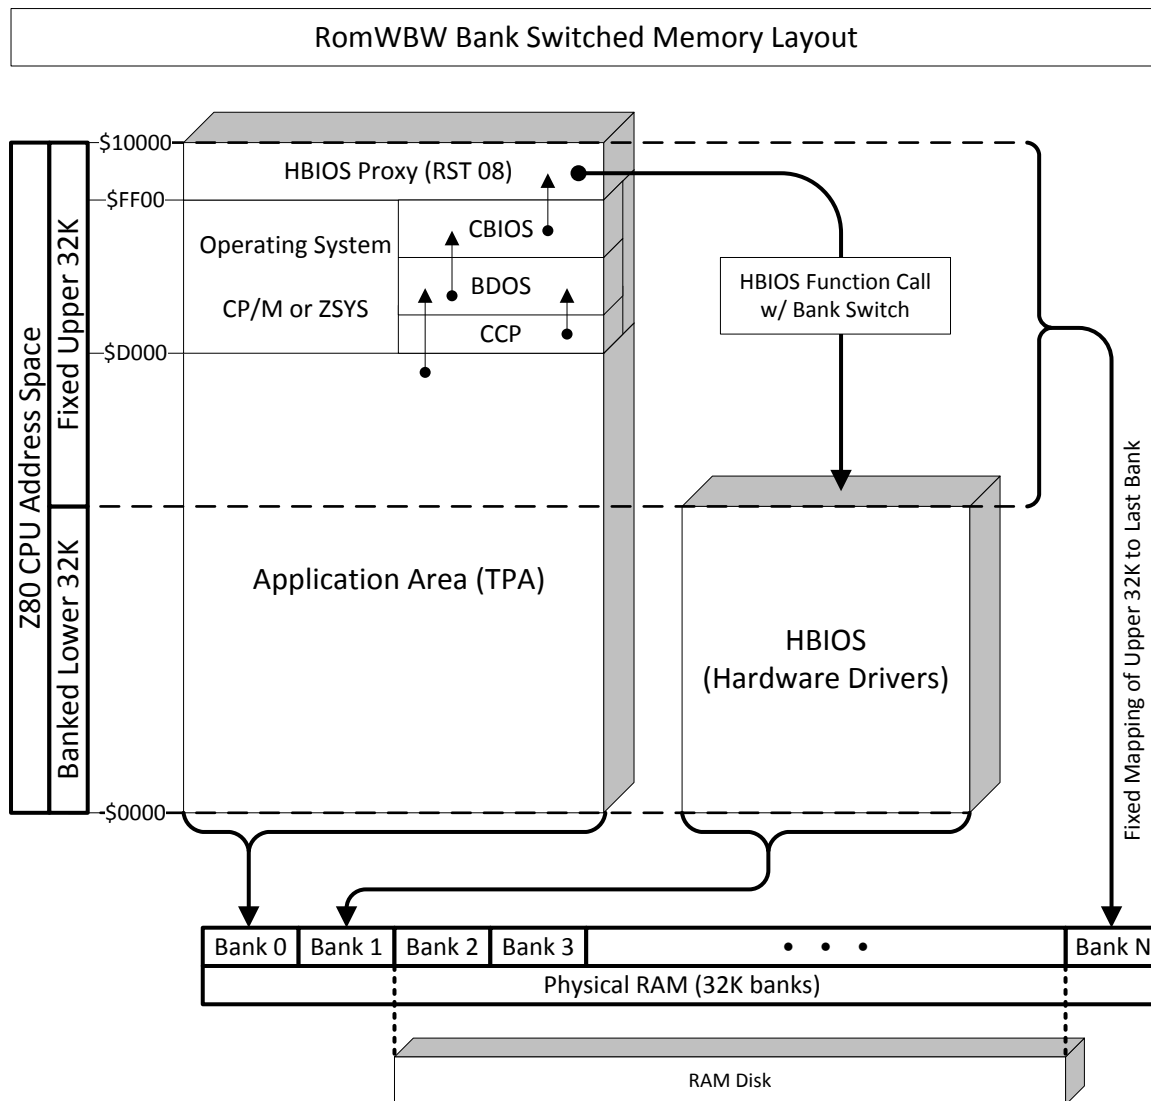 RomWBW Bank Switched Memory Layout
Z80 CPU Address Space
Fixed Upper 32K
Banked Lower 32K
$10000
HBIOS Proxy (RST 08)
$FF00
Operating System
CP/M or ZSYS
CBIOS
BDOS
CCP
$D000
HBIOS Function Call
w/ Bank Switch
Application Area (TPA)
HBIOS
(Hardware Drivers)
Fixed Mapping of Upper 32K to Last Bank
$0000
Bank 0
Bank 1
Bank 2
Bank 3
• • •
Bank N
Physical RAM (32K banks)
RAM Disk